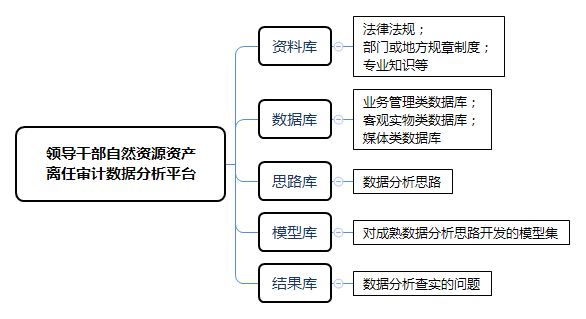 领导干部自然资源资产
离任审计数据分析平台
资料库
法律法规；
部门或地方规章制度；
专业知识等
数据库
业务管理类数据库；
客观实物类数据库；
媒体类数据库
思路库
数据分析思路
模型库
对成熟数据分析思路开发的模型集
结果库
数据分析查实的问题